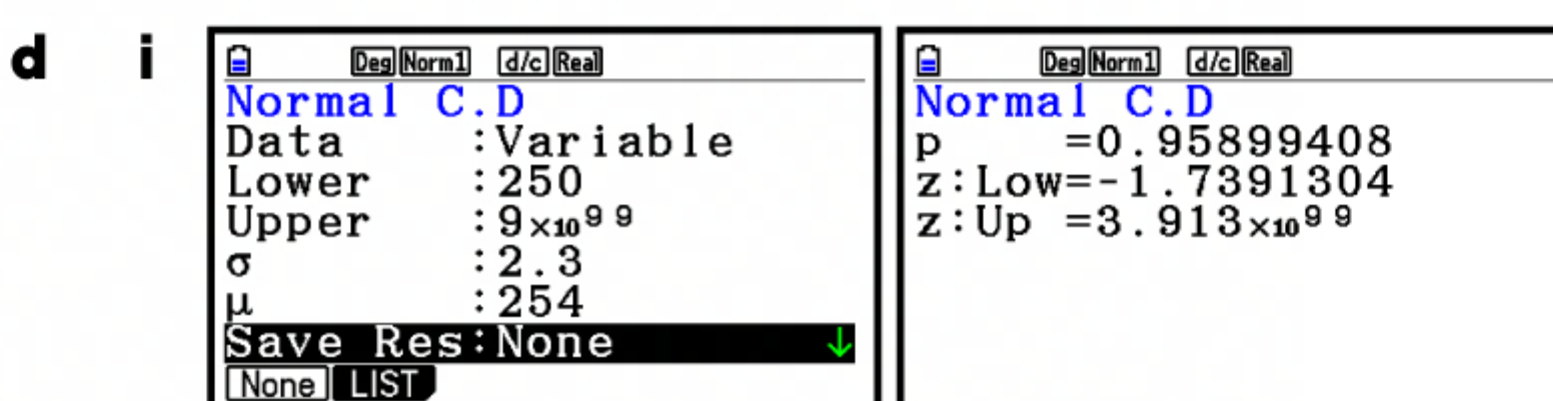 d i
Deg Norm1 d/c Real
Normal C.D
Data :Variable
Lower :250
Upper :9×10⁹⁹
σ :2.3
μ :254
Save Res:None ↓
None LIST
Deg Norm1 d/c Real
Normal C.D
p =0.95899408
z:Low=-1.7391304
z:Up =3.913×10⁹⁹